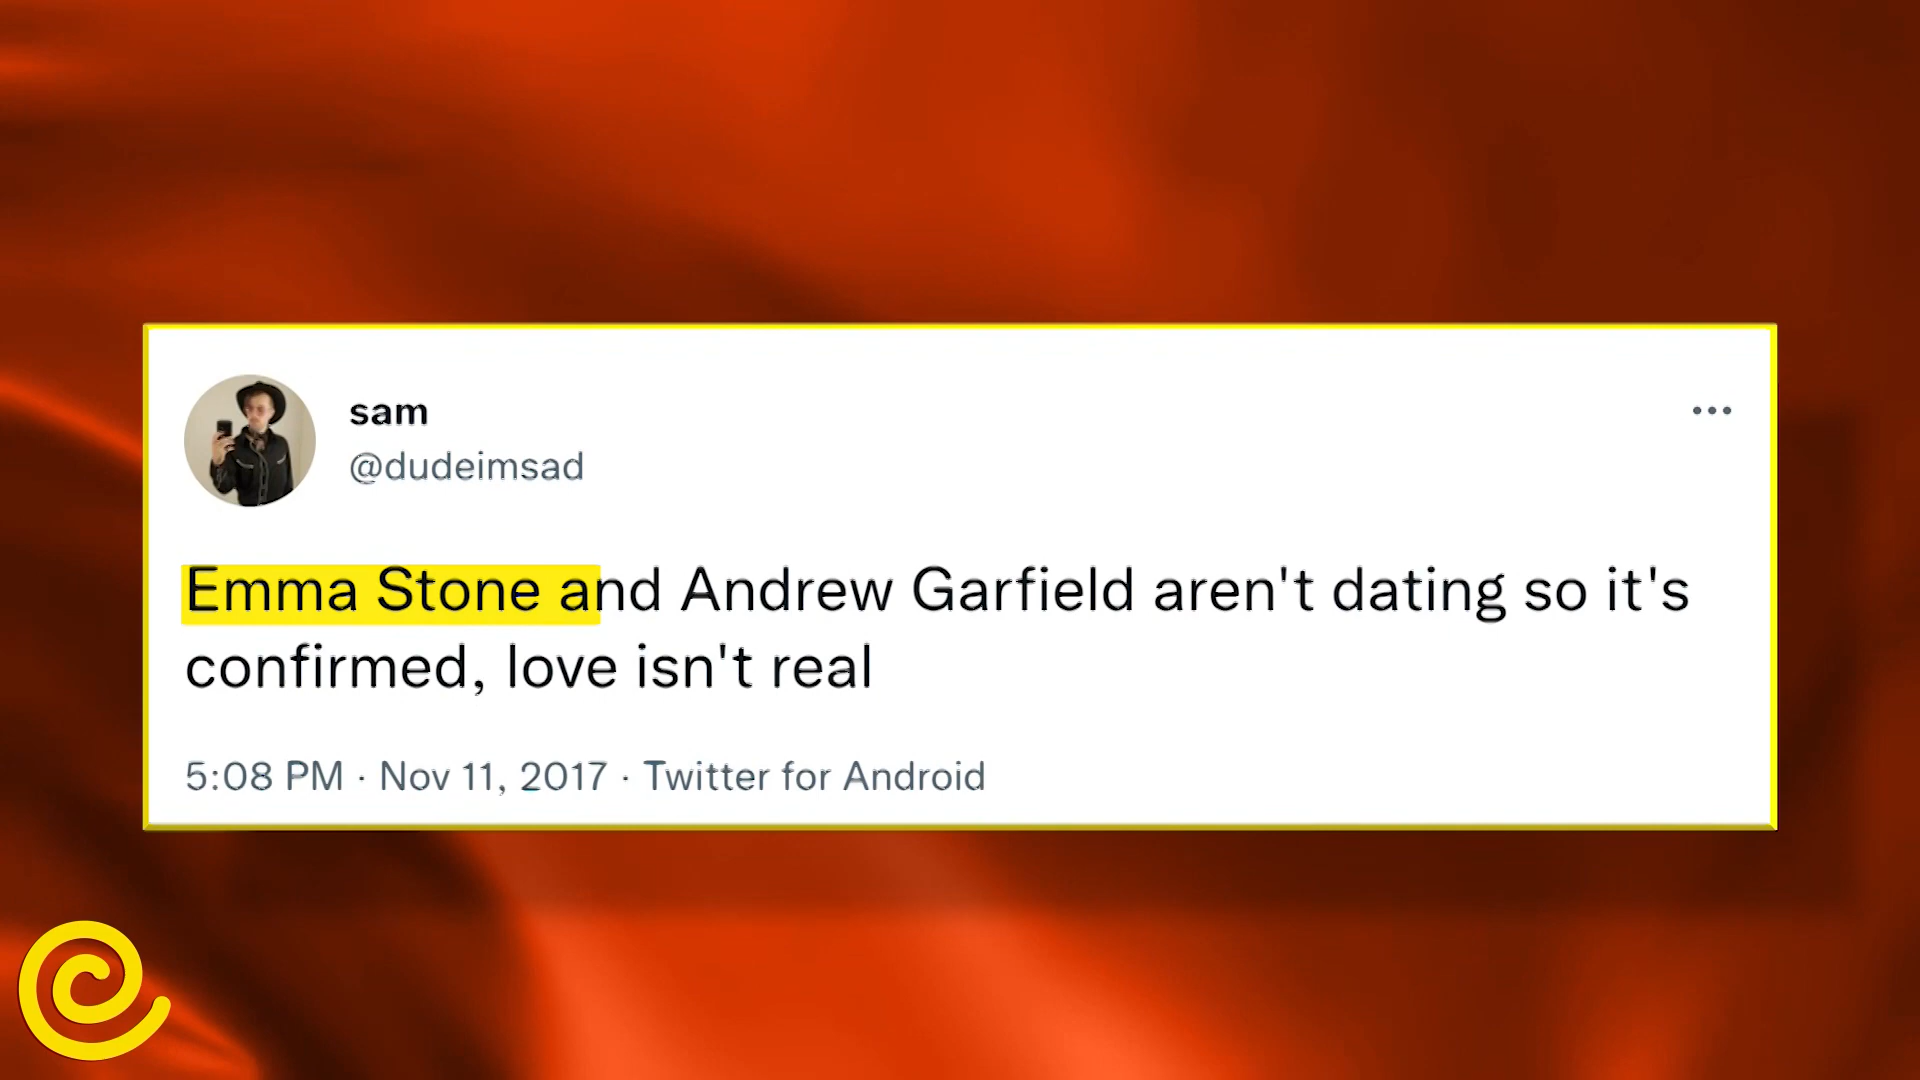 sam
@dudeimsad
Emma Stone and Andrew Garfield aren't dating so it's
confirmed, love isn't real
5:08 PM · Nov 11, 2017 · Twitter for Android